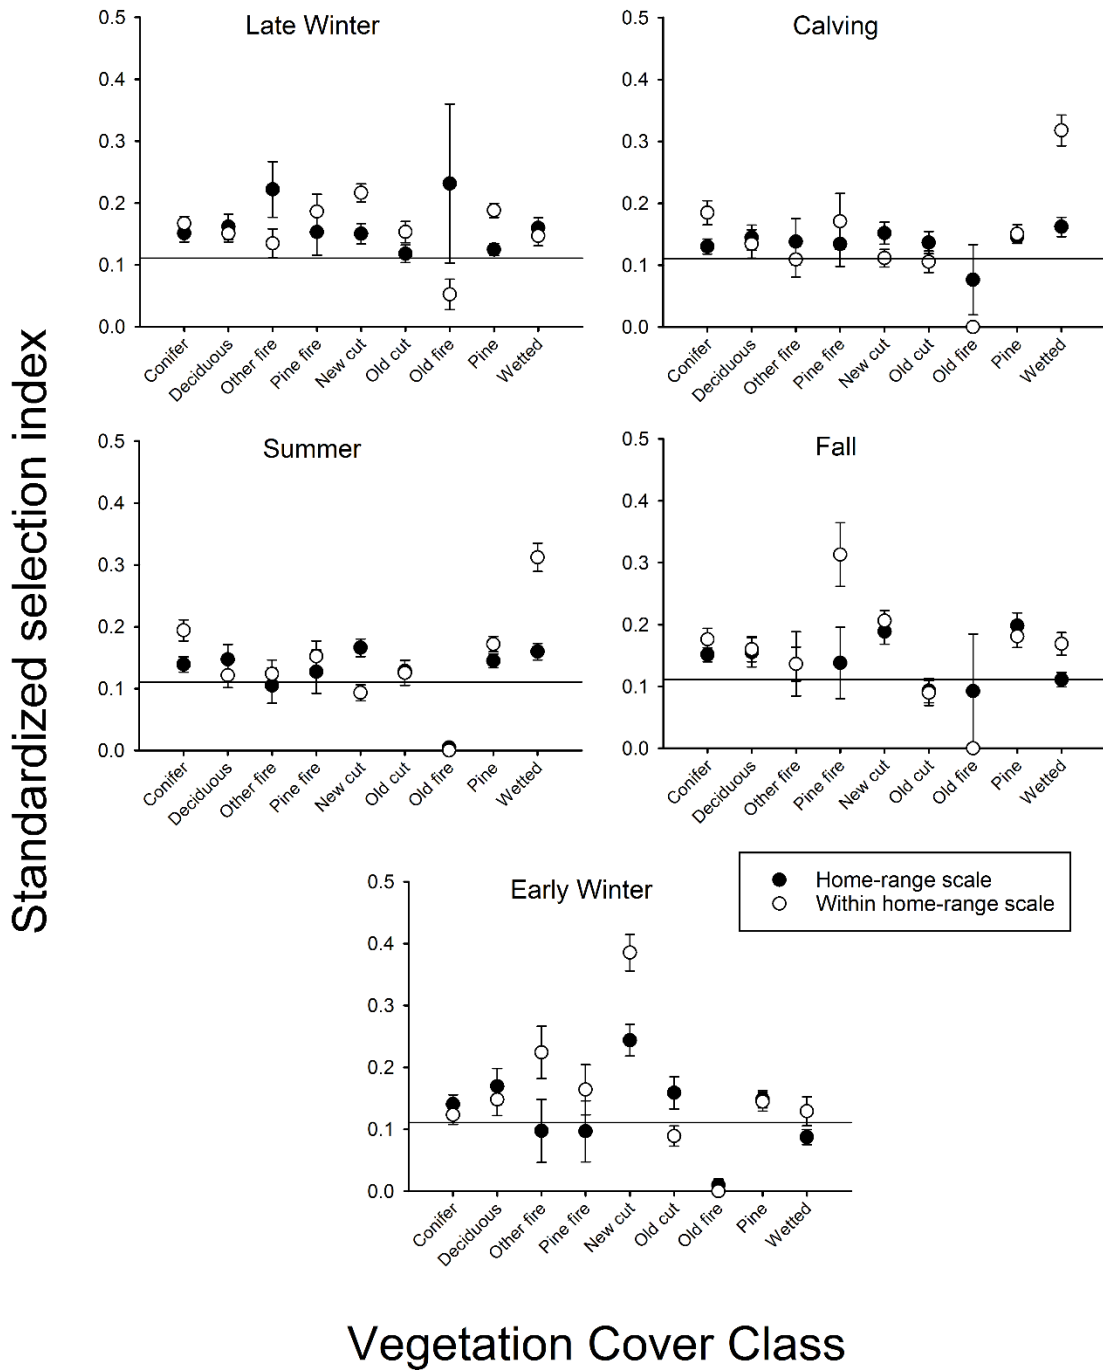 Standardized selection index
Late Winter
0.5
0.4
0.3
0.2
0.1
0.0
Conifer
Deciduous
Other fire
Pine fire
New cut
Old cut
Old fire
Pine
Wetted
Calving
0.5
0.4
0.3
0.2
0.1
0.0
Conifer
Deciduous
Other fire
Pine fire
New cut
Old cut
Old fire
Pine
Wetted
Summer
0.5
0.4
0.3
0.2
0.1
0.0
Conifer
Deciduous
Other fire
Pine fire
New cut
Old cut
Old fire
Pine
Wetted
Fall
0.5
0.4
0.3
0.2
0.1
0.0
Conifer
Deciduous
Other fire
Pine fire
New cut
Old cut
Old fire
Pine
Wetted
Home-range scale
Within home-range scale
Early Winter
0.5
0.4
0.3
0.2
0.1
0.0
Conifer
Deciduous
Other fire
Pine fire
New cut
Old cut
Old fire
Pine
Wetted
Vegetation Cover Class